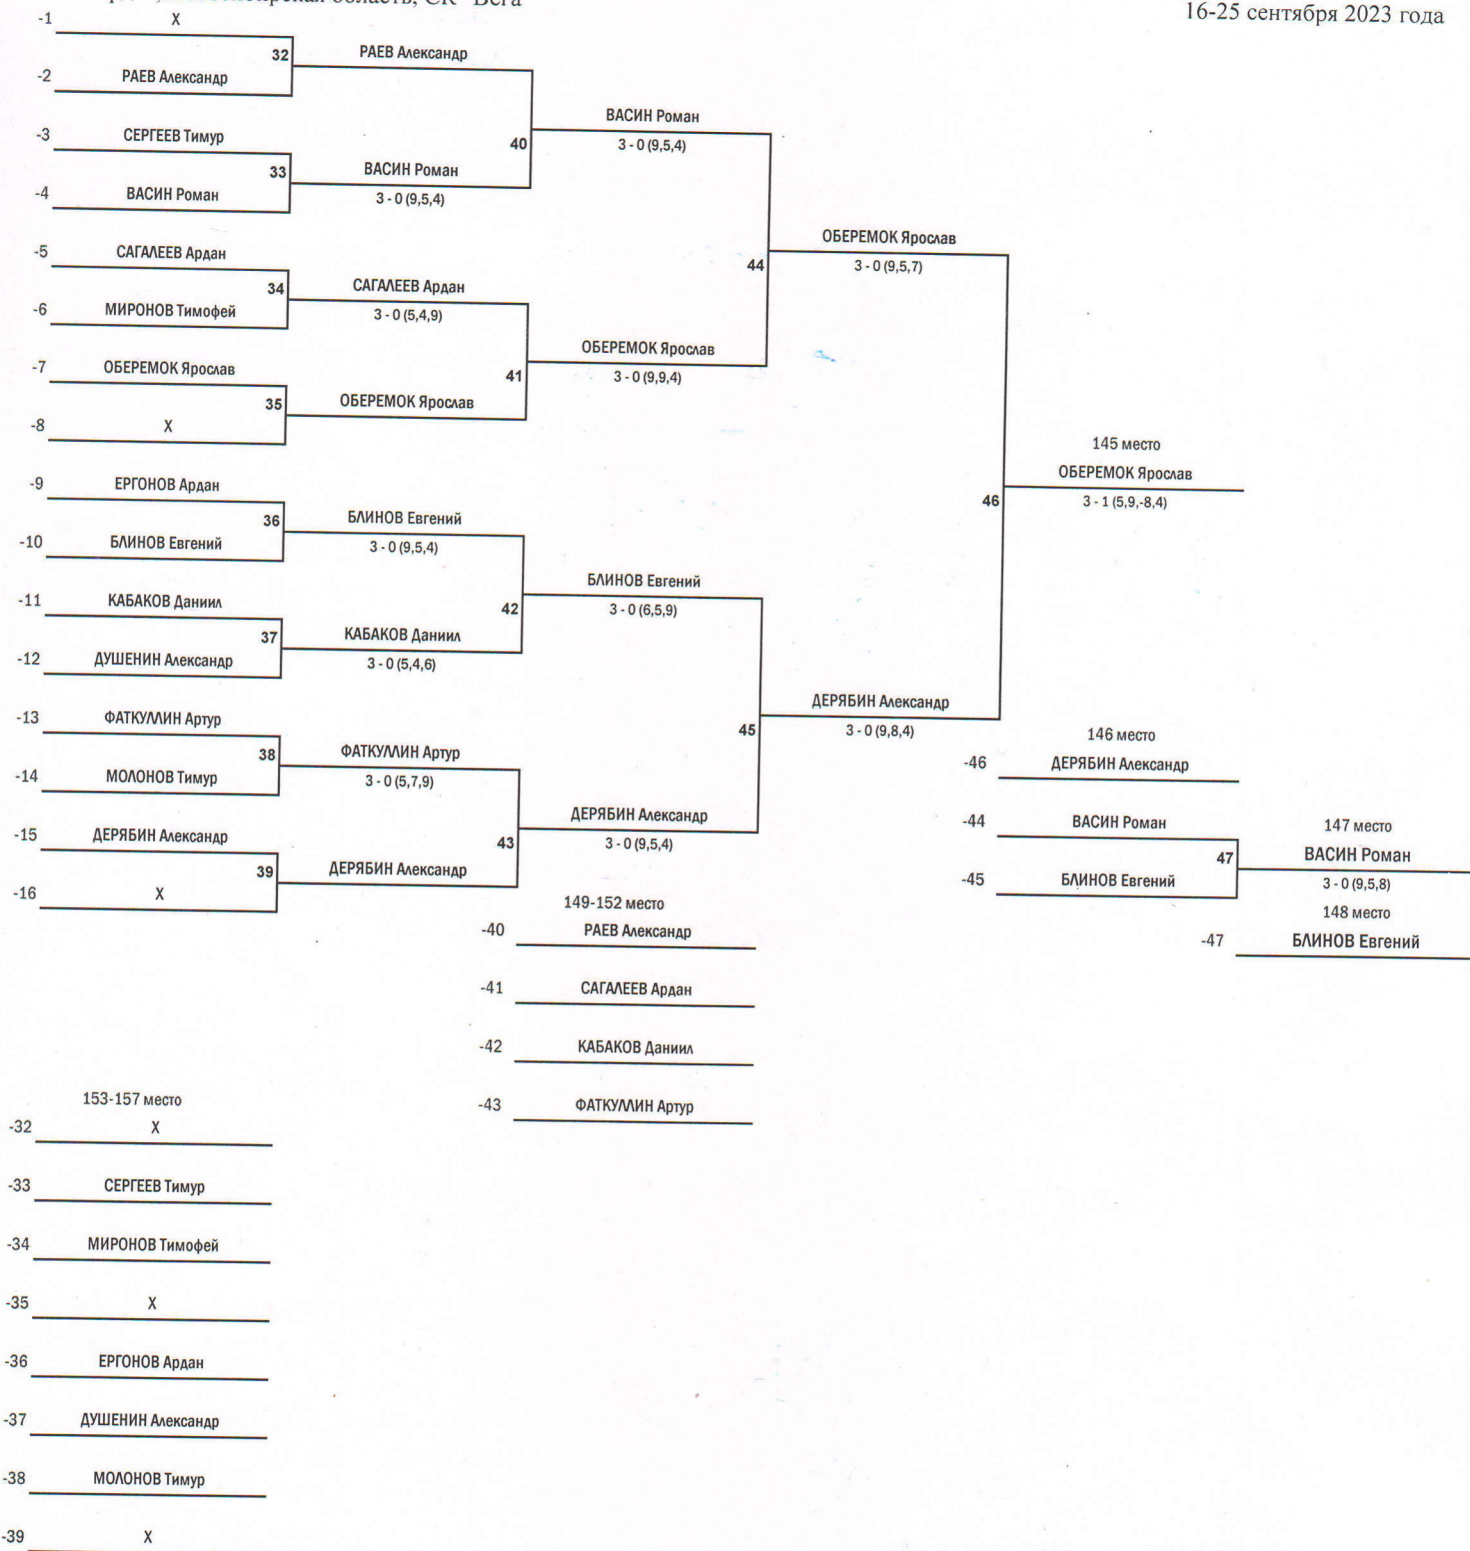 область, СК "Вега"
16-25 сентября 2023 года
-1 X
32 РАЕВ Александр
-2 РАЕВ Александр
ВАСИН Роман
-3 СЕРГЕЕВ Тимур
40 3 - 0 (9,5,4)
33 ВАСИН Роман
-4 ВАСИН Роман
3 - 0 (9,5,4)
ОБЕРЕМОК Ярослав
-5 САГАЛЕЕВ Ардан
44 3 - 0 (9,5,7)
34 САГАЛЕЕВ Ардан
-6 МИРОНОВ Тимофей
3 - 0 (5,4,9)
ОБЕРЕМОК Ярослав
-7 ОБЕРЕМОК Ярослав
41 3 - 0 (9,9,4)
35 ОБЕРЕМОК Ярослав
-8 X
145 место
ОБЕРЕМОК Ярослав
-9 ЕРГОНОВ Ардан
46 3 - 1 (5,9,-8,4)
36 БЛИНОВ Евгений
-10 БЛИНОВ Евгений
3 - 0 (9,5,4)
БЛИНОВ Евгений
-11 КАБАКОВ Даниил
42 3 - 0 (6,5,9)
37 КАБАКОВ Даниил
-12 ДУШЕНИН Александр
3 - 0 (5,4,6)
ДЕРЯБИН Александр
-13 ФАТКУЛЛИН Артур
45 3 - 0 (9,8,4)
146 место
38 ФАТКУЛЛИН Артур
-46 ДЕРЯБИН Александр
-14 МОЛОНОВ Тимур
3 - 0 (5,7,9)
ДЕРЯБИН Александр
-44 ВАСИН Роман
147 место
-15 ДЕРЯБИН Александр
43 3 - 0 (9,5,4)
47 ВАСИН Роман
39 ДЕРЯБИН Александр
-45 БЛИНОВ Евгений
3 - 0 (9,5,8)
-16 X
149-152 место
148 место
-40 РАЕВ Александр
-47 БЛИНОВ Евгений
-41 САГАЛЕЕВ Ардан
-42 КАБАКОВ Даниил
-43 ФАТКУЛЛИН Артур
153-157 место
-32 X
-33 СЕРГЕЕВ Тимур
-34 МИРОНОВ Тимофей
-35 X
-36 ЕРГОНОВ Ардан
-37 ДУШЕНИН Александр
-38 МОЛОНОВ Тимур
-39 X